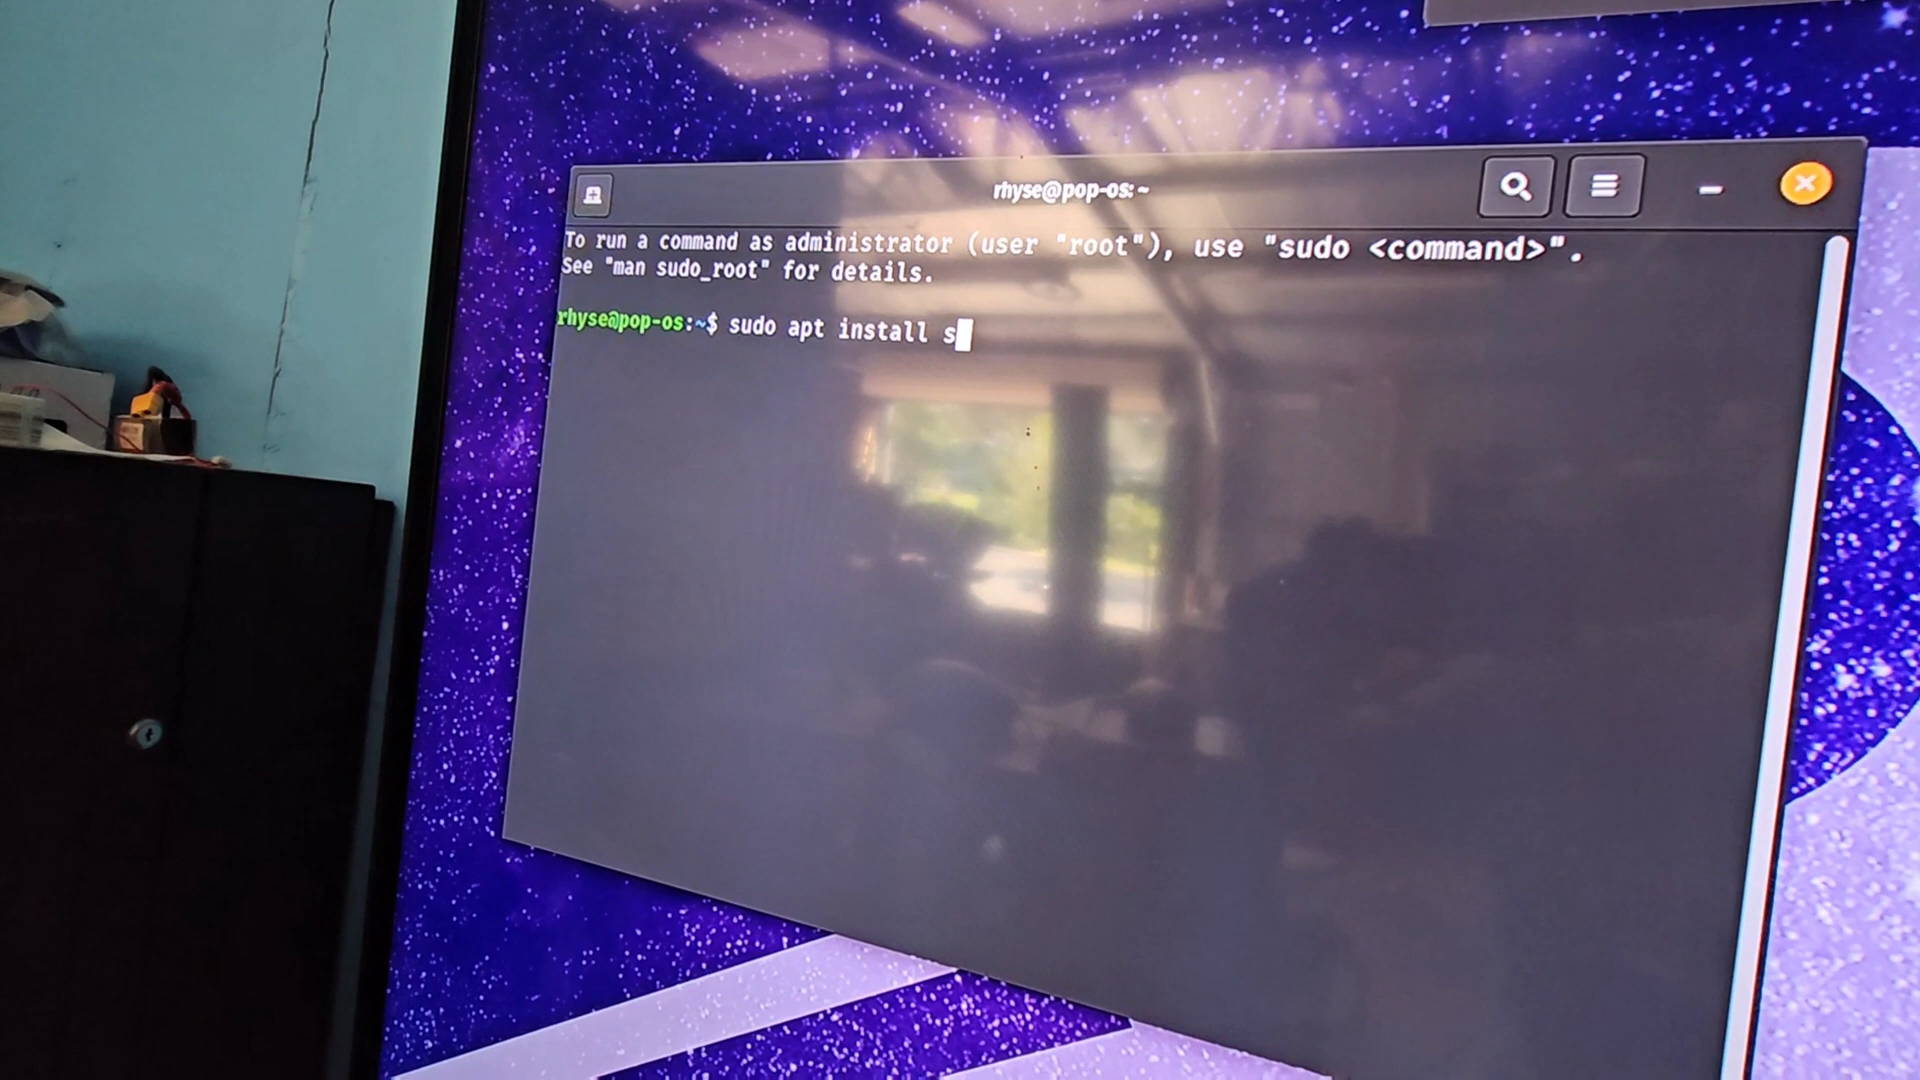 rhyse@pop-os: ~
To run a command as administrator (user "root"), use "sudo <command>".
See "man sudo_root" for details.
rhyse@pop-os:~$ sudo apt install s